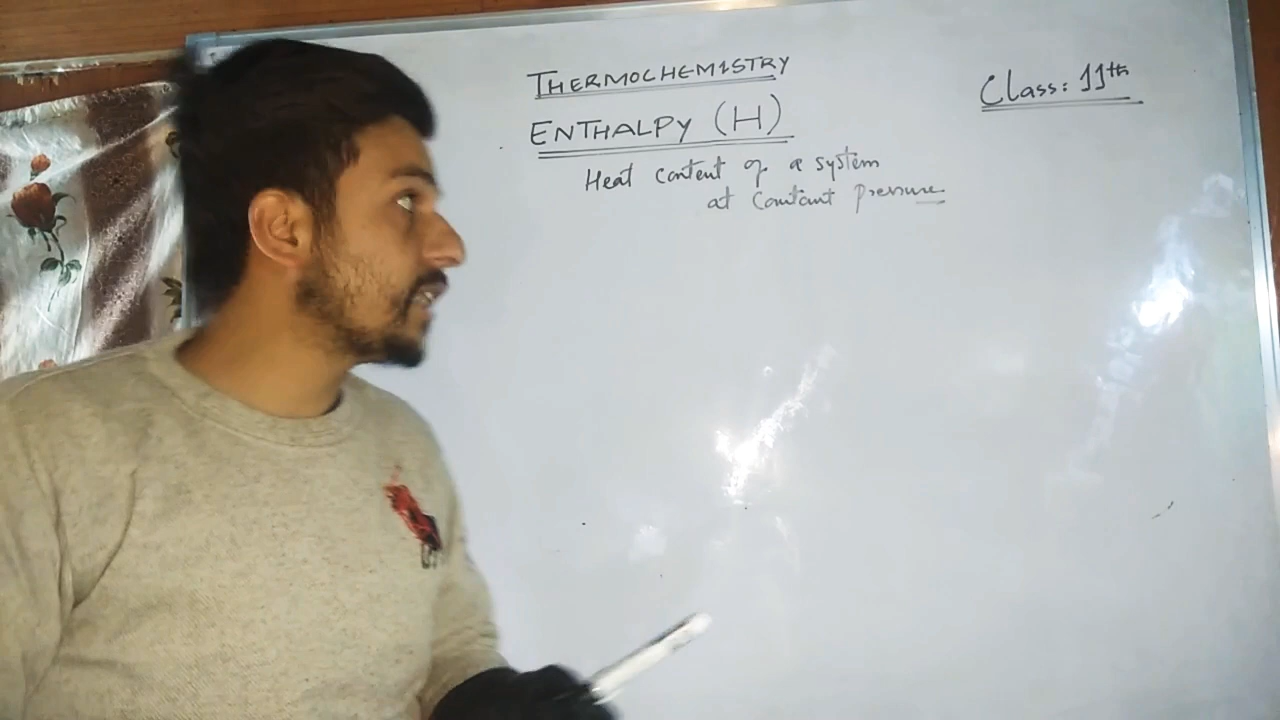 THERMOCHEMISTRY
Class: 11th
ENTHALPY (H)
Heat content of a system
at constant pressure